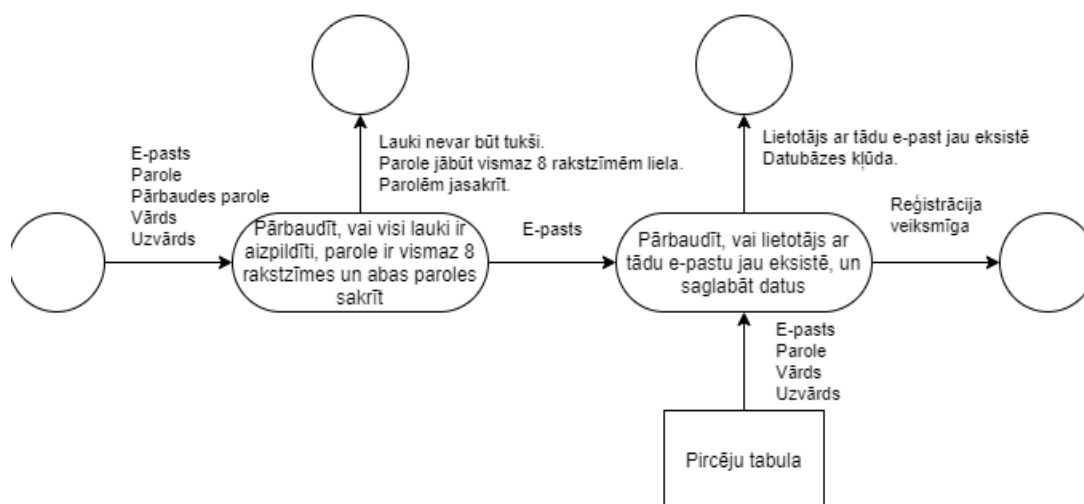 E-pasts
Parole
Pārbaudes parole
Vārds
Uzvārds
Lauki nevar būt tukši.
Parole jābūt vismaz 8 rakstzīmēm liela.
Parolēm jasakrīt.
Pārbaudīt, vai visi lauki ir
aizpildīti, parole ir vismaz 8
rakstzīmes un abas paroles
sakrīt
E-pasts
Lietotājs ar tādu e-past jau eksistē
Datubāzes kļūda.
Pārbaudīt, vai lietotājs ar
tādu e-pastu jau eksistē, un
saglabāt datus
Reģistrācija
veiksmīga
E-pasts
Parole
Vārds
Uzvārds
Pircēju tabula